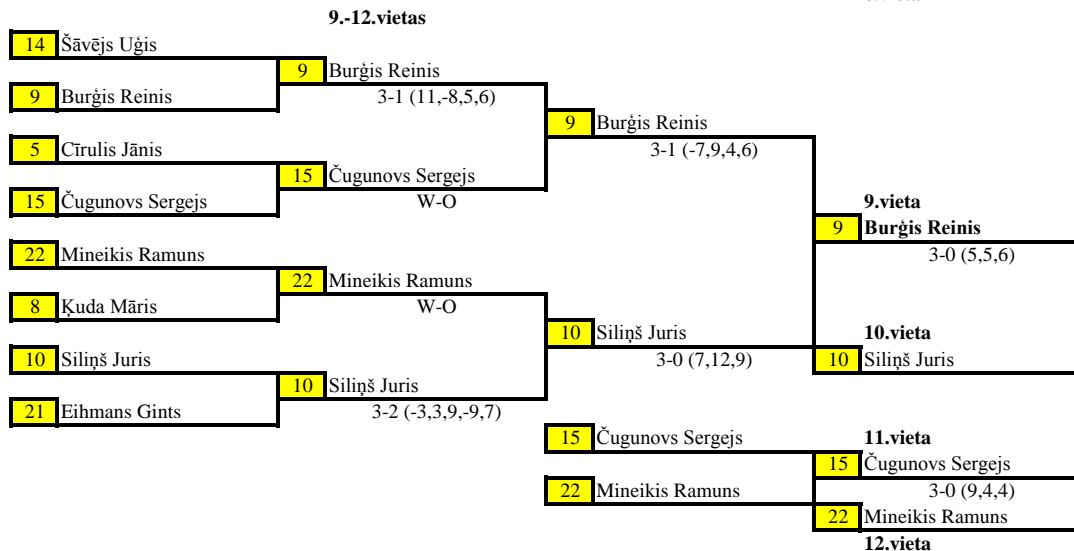 9.-12.vietas
14 Šāvējs Uģis
9 Burģis Reinis
9 Burģis Reinis
3-1 (11,-8,5,6)
9 Burģis Reinis
3-1 (-7,9,4,6)
5 Cīrulis Jānis
15 Čugunovs Sergejs
15 Čugunovs Sergejs
W-O
9.vieta
9 Burģis Reinis
3-0 (5,5,6)
22 Mineikis Ramuns
22 Mineikis Ramuns
8 Ķuda Māris
W-O
10 Siliņš Juris
3-0 (7,12,9)
10.vieta
10 Siliņš Juris
10 Siliņš Juris
10 Siliņš Juris
21 Eihmans Gints
3-2 (-3,3,9,-9,7)
15 Čugunovs Sergejs
11.vieta
15 Čugunovs Sergejs
3-0 (9,4,4)
22 Mineikis Ramuns
22 Mineikis Ramuns
12.vieta